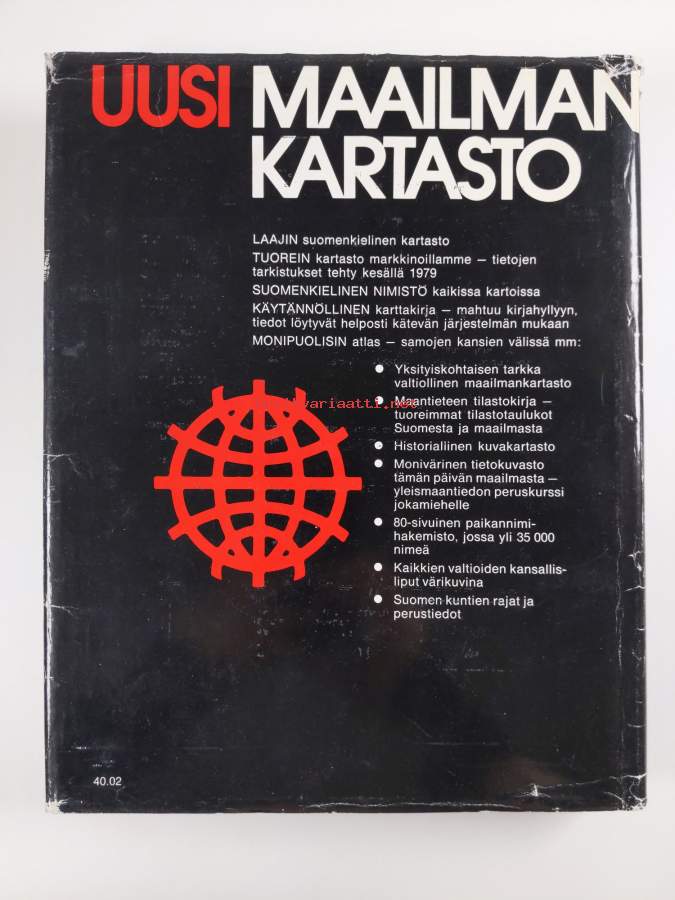 UUSI MAAILMAN
KARTASTO
LAAJIN suomenkielinen kartasto
TUOREIN kartasto markkinoillamme – tietojen
tarkistukset tehty kesällä 1979
SUOMENKIELINEN NIMISTÖ kaikissa kartoissa
KÄYTÄNNÖLLINEN karttakirja – mahtuu kirjahyllyyn,
tiedot löytyvät helposti kätevän järjestelmän mukaan
MONIPUOLISIN atlas – samojen kansien välissä mm:
● Yksityiskohtaisen tarkka
valtiollinen maailmankartasto
● Maantieteen tilastokirja –
tuoreimmat tilastotaulukot
Suomesta ja maailmasta
● Historiallinen kuvakartasto
● Monivärinen tietokuvasto
tämän päivän maailmasta –
yleismaantiedon peruskurssi
jokamiehelle
● 80-sivuinen paikannimi-
hakemisto, jossa yli 35 000
nimeä
● Kaikkien valtioiden kansallis-
liput värikuvina
● Suomen kuntien rajat ja
perustiedot
40.02